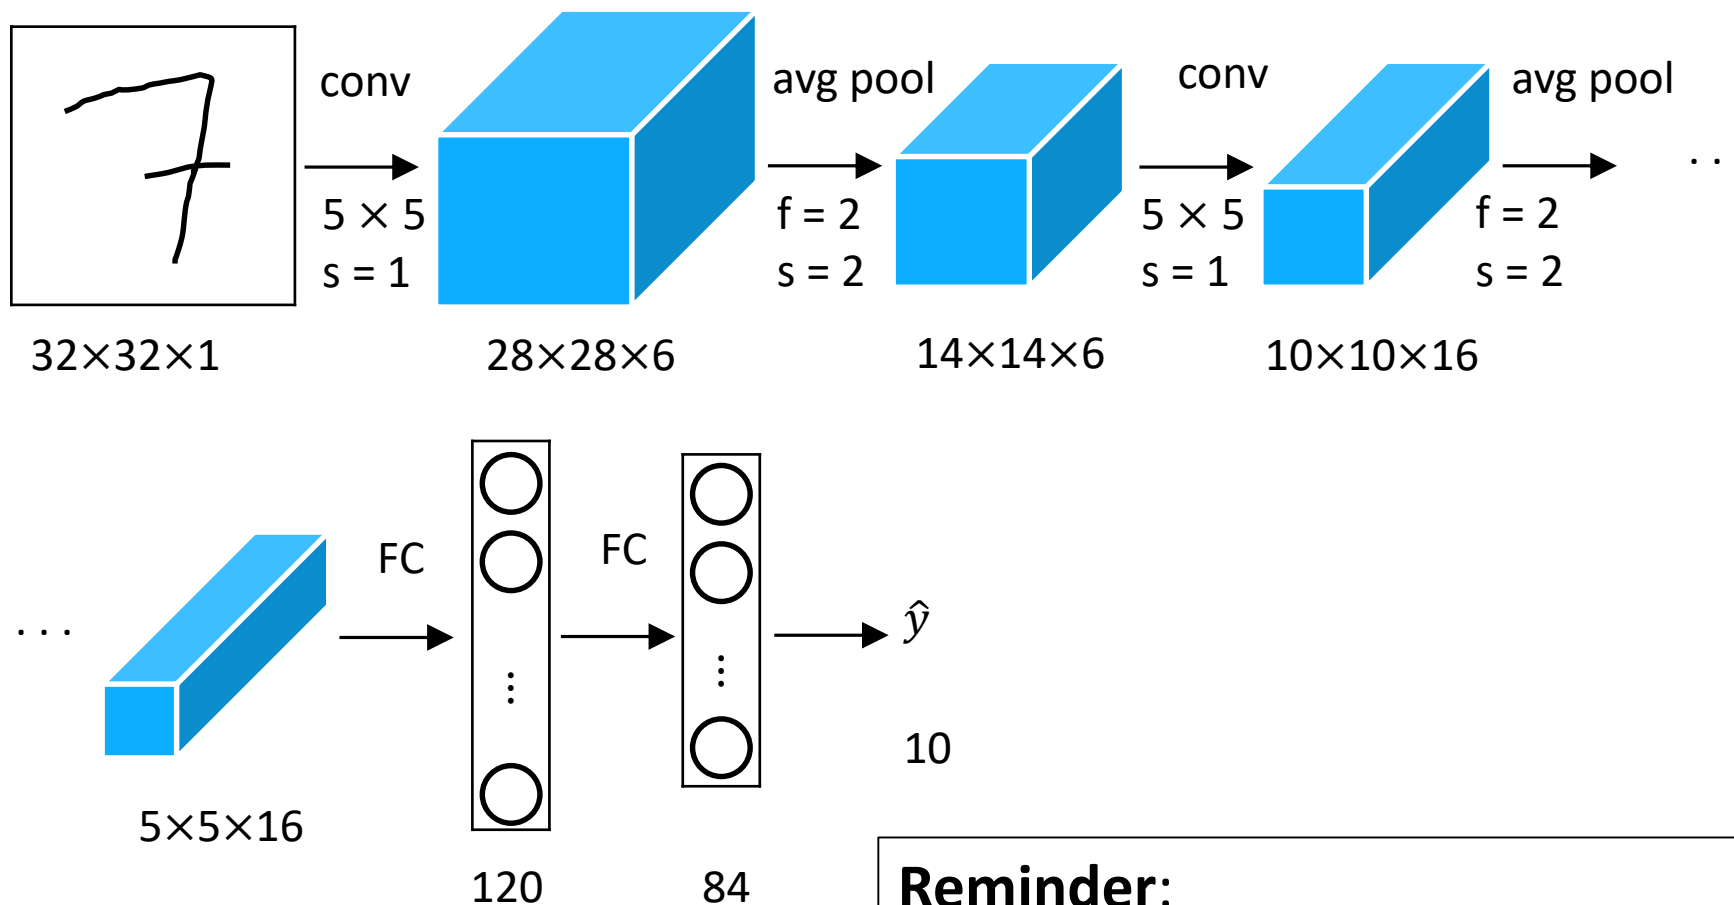 7
conv
avg pool
conv
avg pool
5 × 5
s = 1
f = 2
s = 2
5 × 5
s = 1
f = 2
s = 2
. .
32×32×1
28×28×6
14×14×6
10×10×16
. . .
FC
FC
ŷ
⋮
⋮
10
5×5×16
120
84
Reminder: